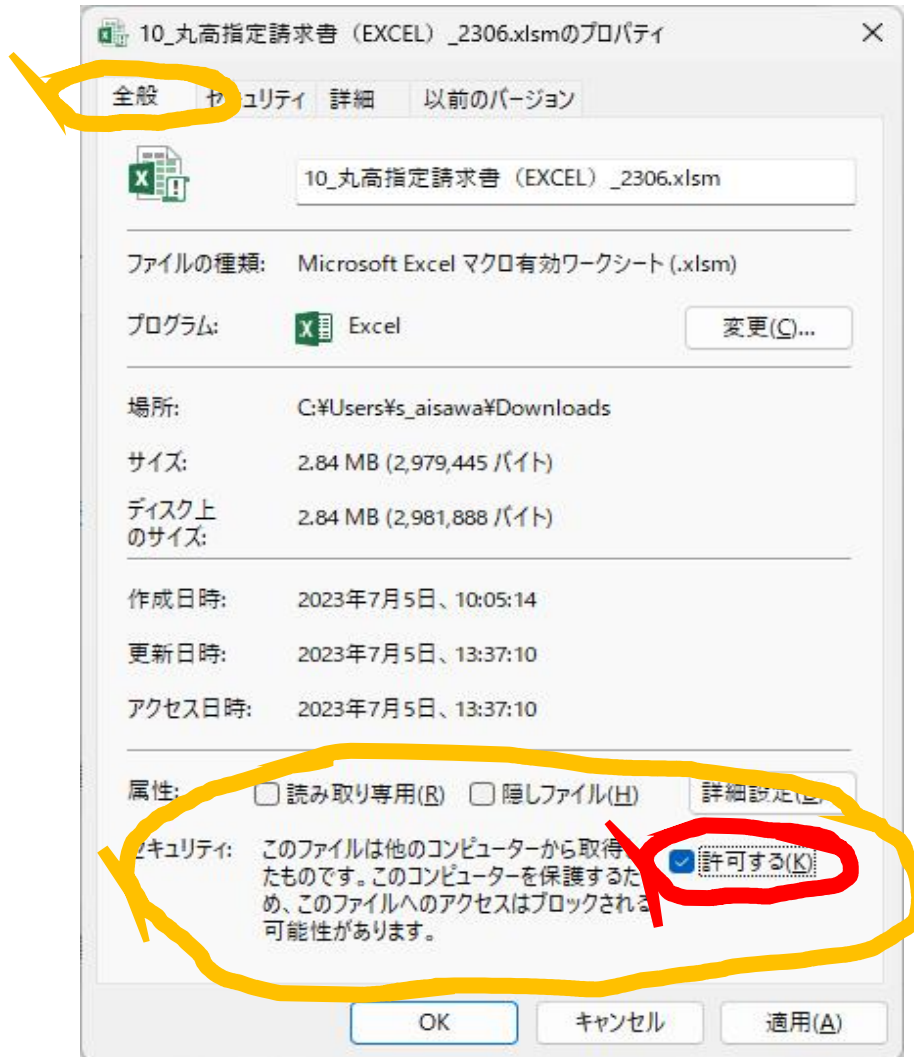 10_丸高指定請求書（EXCEL）_2306.xlsmのプロパティ
全般 セキュリティ 詳細 以前のバージョン
10_丸高指定請求書（EXCEL）_2306.xlsm
ファイルの種類: Microsoft Excel マクロ有効ワークシート (.xlsm)
プログラム: Excel 変更(C)...
場所: C:¥Users¥s_aisawa¥Downloads
サイズ: 2.84 MB (2,979,445 バイト)
ディスク上
のサイズ: 2.84 MB (2,981,888 バイト)
作成日時: 2023年7月5日、10:05:14
更新日時: 2023年7月5日、13:37:10
アクセス日時: 2023年7月5日、13:37:10
属性: 読み取り専用(R) 隠しファイル(H) 詳細設定(D)...
セキュリティ: このファイルは他のコンピューターから取得し 許可する(K)
たものです。このコンピューターを保護するた
め、このファイルへのアクセスはブロックされる
可能性があります。
OK キャンセル 適用(A)